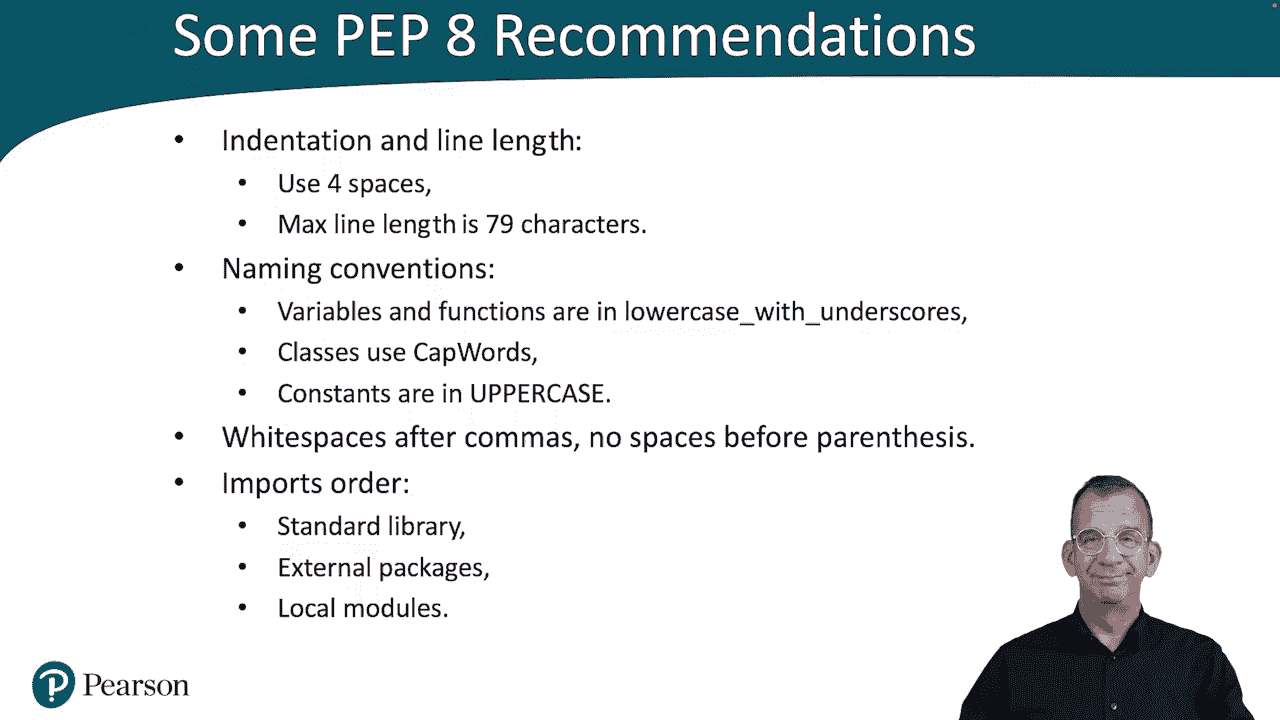 Some PEP 8 Recommendations
• Indentation and line length:
• Use 4 spaces,
• Max line length is 79 characters.
• Naming conventions:
• Variables and functions are in lowercase_with_underscores,
• Classes use CapWords,
• Constants are in UPPERCASE.
• Whitespaces after commas, no spaces before parenthesis.
• Imports order:
• Standard library,
• External packages,
• Local modules.
Pearson